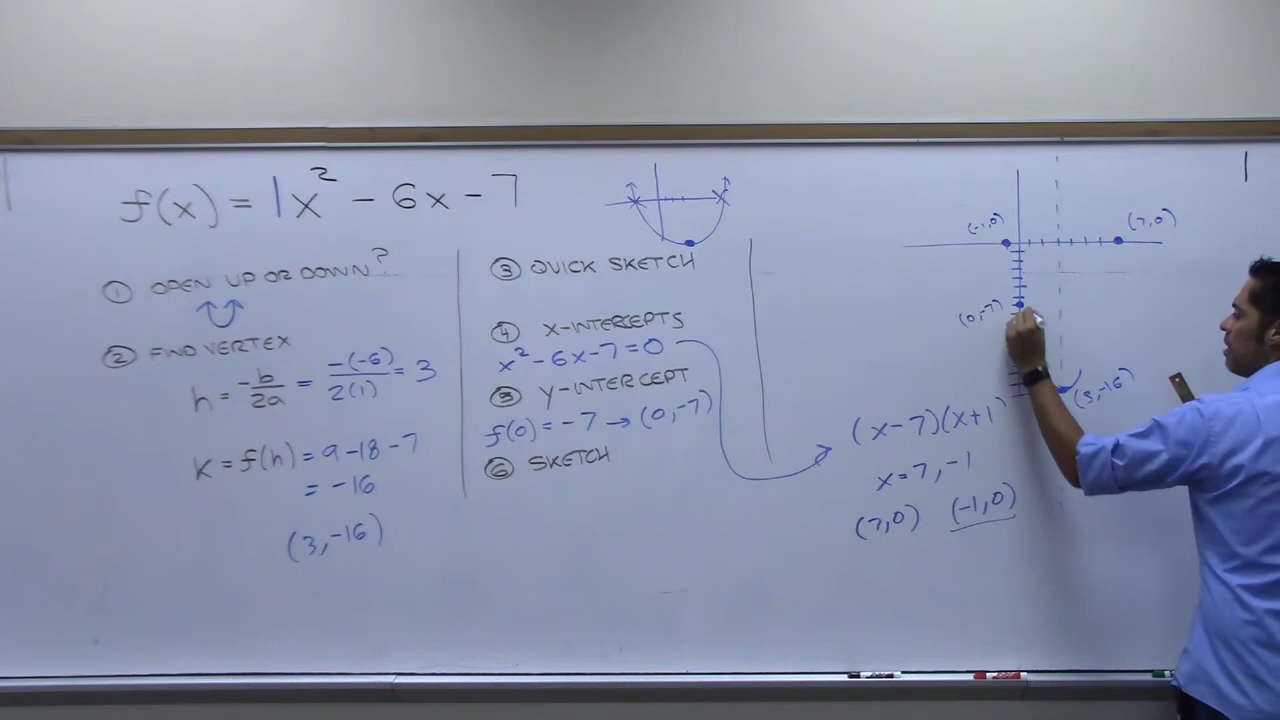 f(x) = 1x² - 6x - 7
① OPEN UP OR DOWN?
② FIND VERTEX
h = -b/2a = -(-6)/2(1) = 3
K = f(h) = 9 - 18 - 7
= -16
(3, -16)
③ QUICK SKETCH
④ X-INTERCEPTS
x² - 6x - 7 = 0
⑤ Y-INTERCEPT
f(0) = -7 → (0, -7)
⑥ SKETCH
(x - 7)(x + 1)
x = 7, -1
(7,0) (-1,0)
(-1,0)
(7,0)
(0,-7)
(3,-16)